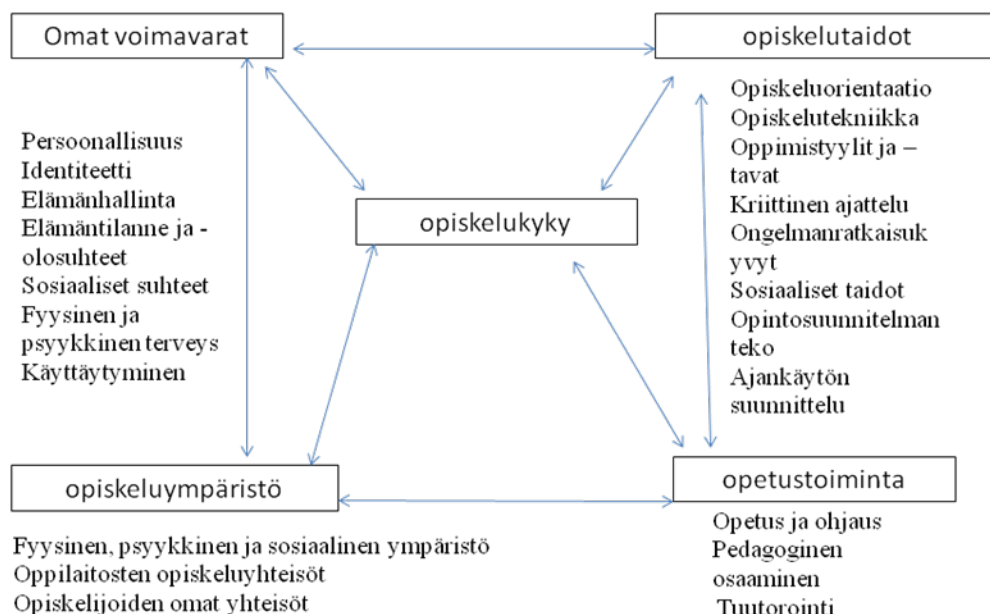 Omat voimavarat
opiskelutaidot
Persoonallisuus
Identiteetti
Elämänhallinta
Elämäntilanne ja -
olosuhteet
Sosiaaliset suhteet
Fyysinen ja
psyykkinen terveys
Käyttäytyminen
Opiskeluorientaatio
Opiskelutekniikka
Oppimistyylit ja –
tavat
Kriittinen ajattelu
Ongelmanratkaisuk
yvyt
Sosiaaliset taidot
Opintosuunnitelman
teko
Ajankäytön
suunnittelu
opiskelukyky
opiskeluympäristö
Fyysinen, psyykkinen ja sosiaalinen ympäristö
Oppilaitosten opiskeluyhteisöt
Opiskelijoiden omat yhteisöt
opetustoiminta
Opetus ja ohjaus
Pedagoginen
osaaminen
Tuutorointi